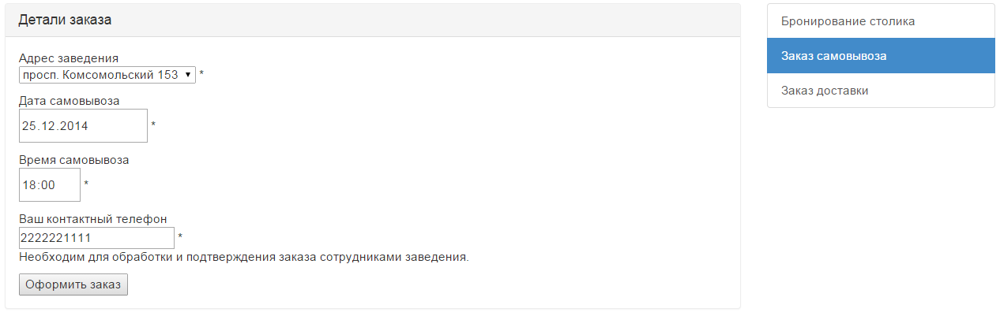 Детали заказа
Адрес заведения
просп. Комсомольский 153 ▼ *
Дата самовывоза
25.12.2014 *
Время самовывоза
18:00 *
Ваш контактный телефон
2222221111 *
Необходим для обработки и подтверждения заказа сотрудниками заведения.
Оформить заказ
Бронирование столика
Заказ самовывоза
Заказ доставки